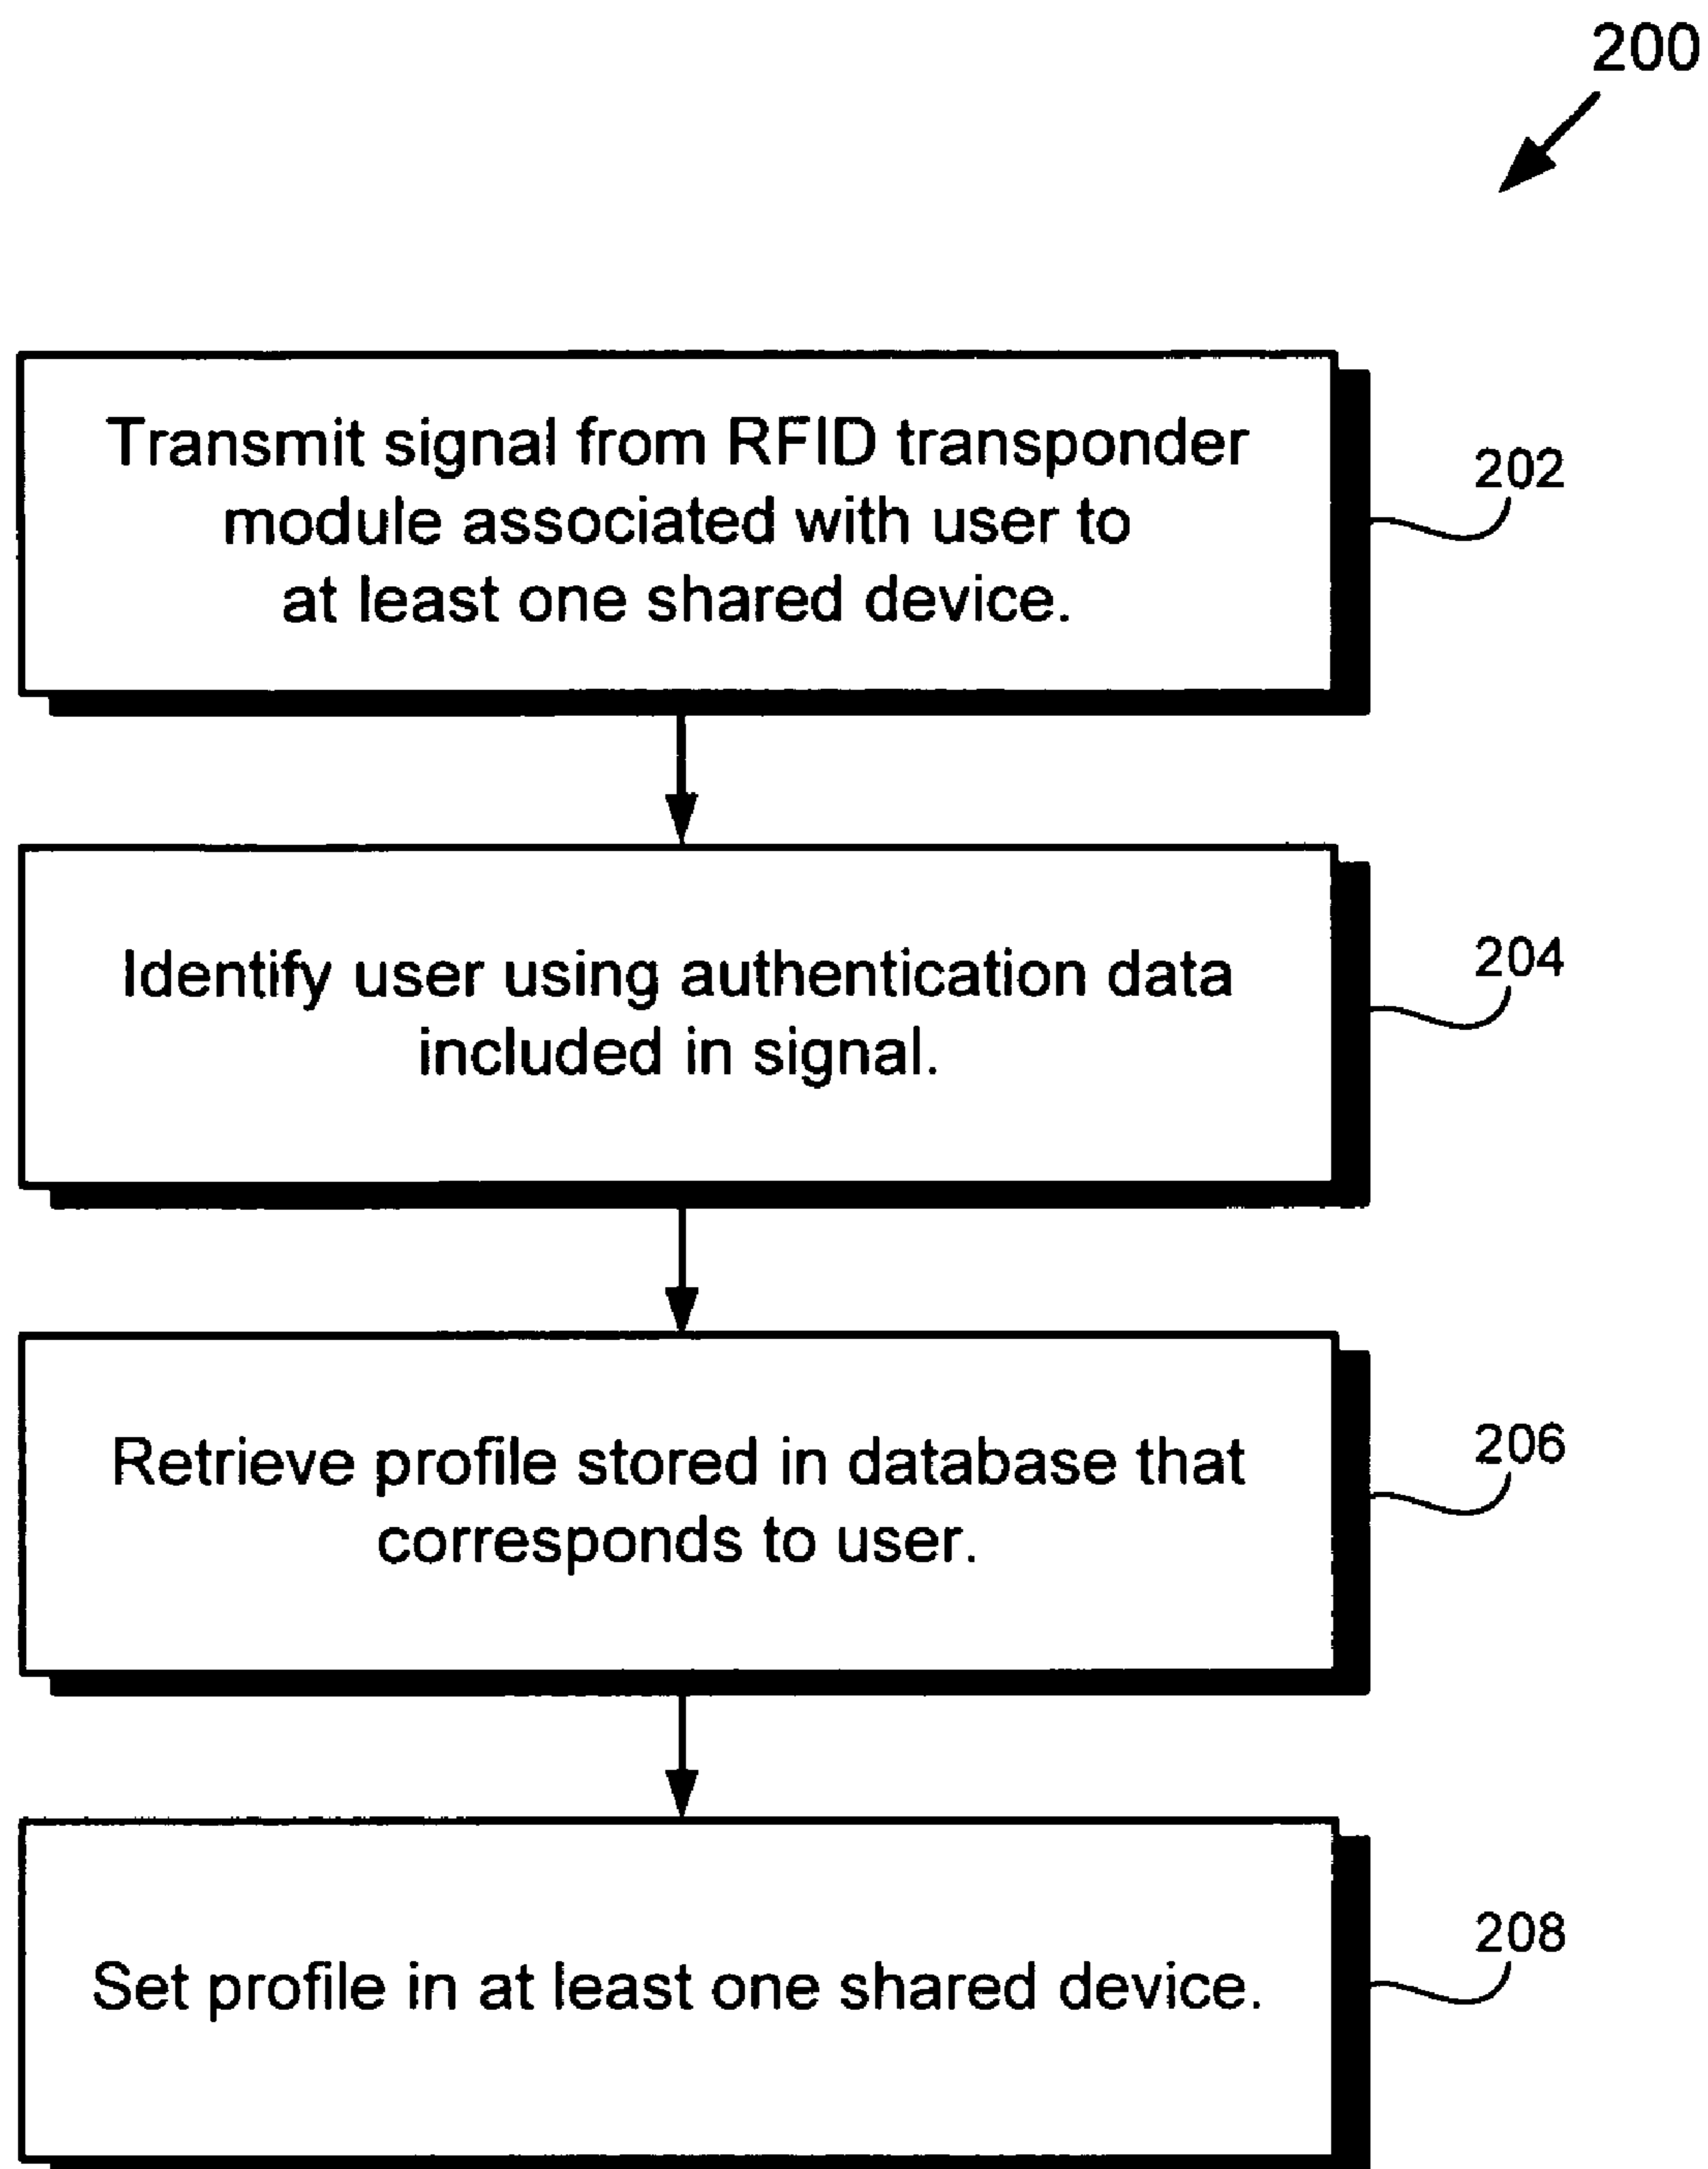 200
Transmit signal from RFID transponder
module associated with user to
at least one shared device.
202
Identify user using authentication data
included in signal.
204
Retrieve profile stored in database that
corresponds to user.
206
Set profile in at least one shared device.
208